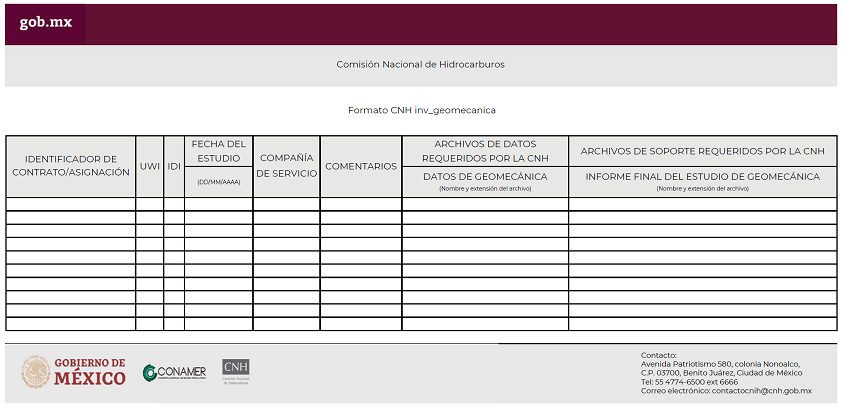 gob.mx
Comisión Nacional de Hidrocarburos
Formato CNH inv_geomecanica
IDENTIFICADOR DE
CONTRATO/ASIGNACIÓN
UWI
IDI
FECHA DEL
ESTUDIO
(DD/MM/AAAA)
COMPAÑÍA
DE SERVICIO
COMENTARIOS
ARCHIVOS DE DATOS
REQUERIDOS POR LA CNH
DATOS DE GEOMECÁNICA
(Nombre y extensión del archivo)
ARCHIVOS DE SOPORTE REQUERIDOS POR LA CNH
INFORME FINAL DEL ESTUDIO DE GEOMECÁNICA
(Nombre y extensión del archivo)
GOBIERNO DE
MÉXICO
CONAMER
CNH
Comisión Nacional
de Hidrocarburos
Contacto:
Avenida Patriotismo 580, colonia Nonoalco,
C.P. 03700, Benito Juárez, Ciudad de México
Tel: 55 4774-6500 ext 6666
Correo electrónico: contactocnih@cnh.gob.mx